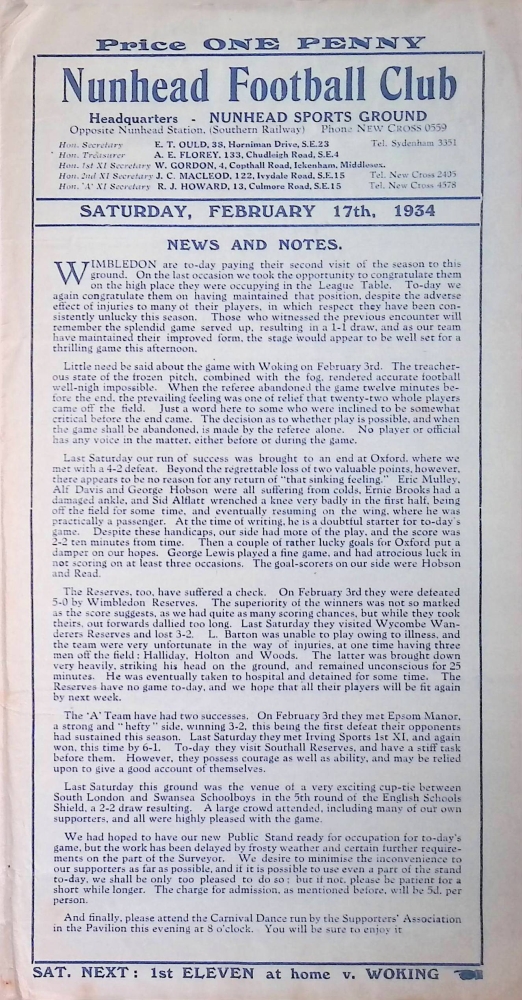 Price ONE PENNY
Nunhead Football Club
Headquarters - NUNHEAD SPORTS GROUND
Opposite Nunhead Station, (Southern Railway) Phone NEW CROSS 0559
Hon. Secretary E. T. OULD, 38, Horniman Drive, S.E.23 Tel. Sydenham 3351
Hon. Treasurer A. E. FLOREY, 133, Chudleigh Road, S.E.4
Hon. 1st XI Secretary W. GORDON, 4, Copthall Road, Ickenham, Middlesex.
Hon. 2nd XI Secretary J. C. MACLEOD, 122, Ivydale Road, S.E.15 Tel. New Cross 2495
Hon. 'A' XI Secretary R. J. HOWARD, 13, Culmore Road, S.E.15 Tel. New Cross 4578
SATURDAY, FEBRUARY 17th, 1934
NEWS AND NOTES.
WIMBLEDON are to-day paying their second visit of the season to this
ground. On the last occasion we took the opportunity to congratulate them
on the high place they were occupying in the League Table. To-day we
again congratulate them on having maintained that position, despite the adverse
effect of injuries to many of their players, in which respect they have been con-
sistently unlucky this season. Those who witnessed the previous encounter will
remember the splendid game served up, resulting in a 1-1 draw, and as our team
have maintained their improved form, the stage would appear to be well set for a
thrilling game this afternoon.
Little need be said about the game with Woking on February 3rd. The treacher-
ous state of the frozen pitch, combined with the fog, rendered accurate football
well-nigh impossible. When the referee abandoned the game twelve minutes be-
fore the end, the prevailing feeling was one of relief that twenty-two whole players
came off the field. Just a word here to some who were inclined to be somewhat
critical before the end came. The decision as to whether play is possible, and when
the game shall be abandoned, is made by the referee alone. No player or official
has any voice in the matter, either before or during the game.
Last Saturday our run of success was brought to an end at Oxford, where we
met with a 4-2 defeat. Beyond the regrettable loss of two valuable points, however,
there appears to be no reason for any return of "that sinking feeling." Eric Mulley,
Alf Davis and George Hobson were all suffering from colds, Ernie Brooks had a
damaged ankle, and Sid Allatt wrenched a knee very badly in the first half, being
off the field for some time, and eventually resuming on the wing, where he was
practically a passenger. At the time of writing, he is a doubtful starter for to-day's
game. Despite these handicaps, our side had more of the play, and the score was
2-2 ten minutes from time. Then a couple of rather lucky goals for Oxford put a
damper on our hopes. George Lewis played a fine game, and had atrocious luck in
not scoring on at least three occasions. The goal-scorers on our side were Hobson
and Read.
The Reserves, too, have suffered a check. On February 3rd they were defeated
5-0 by Wimbledon Reserves. The superiority of the winners was not so marked
as the score suggests, as we had quite as many scoring chances, but while they took
theirs, our forwards dallied too long. Last Saturday they visited Wycombe Wan-
derers Reserves and lost 3-2. L. Barton was unable to play owing to illness, and
the team were very unfortunate in the way of injuries, at one time having three
men off the field: Halliday, Holton and Woods. The latter was brought down
very heavily, striking his head on the ground, and remained unconscious for 25
minutes. He was eventually taken to hospital and detained for some time. The
Reserves have no game to-day, and we hope that all their players will be fit again
by next week.
The 'A' Team have had two successes. On February 3rd they met Epsom Manor,
a strong and "hefty" side, winning 3-2, this being the first defeat their opponents
had sustained this season. Last Saturday they met Irving Sports 1st XI, and again
won, this time by 6-1. To-day they visit Southall Reserves, and have a stiff task
before them. However, they possess courage as well as ability, and may be relied
upon to give a good account of themselves.
Last Saturday this ground was the venue of a very exciting cup-tie between
South London and Swansea Schoolboys in the 5th round of the English Schools
Shield, a 2-2 draw resulting. A large crowd attended, including many of our own
supporters, and all were highly pleased with the game.
We had hoped to have our new Public Stand ready for occupation for to-day's
game, but the work has been delayed by frosty weather and certain further require-
ments on the part of the Surveyor. We desire to minimise the inconvenience to
our supporters as far as possible, and if it is possible to use even a part of the stand
to-day, we shall be only too pleased to do so; but if not, please be patient for a
short while longer. The charge for admission, as mentioned before, will be 5d. per
person.
And finally, please attend the Carnival Dance run by the Supporters' Association
in the Pavilion this evening at 8 o'clock. You will be sure to enjoy it
SAT. NEXT: 1st ELEVEN at home v. WOKING